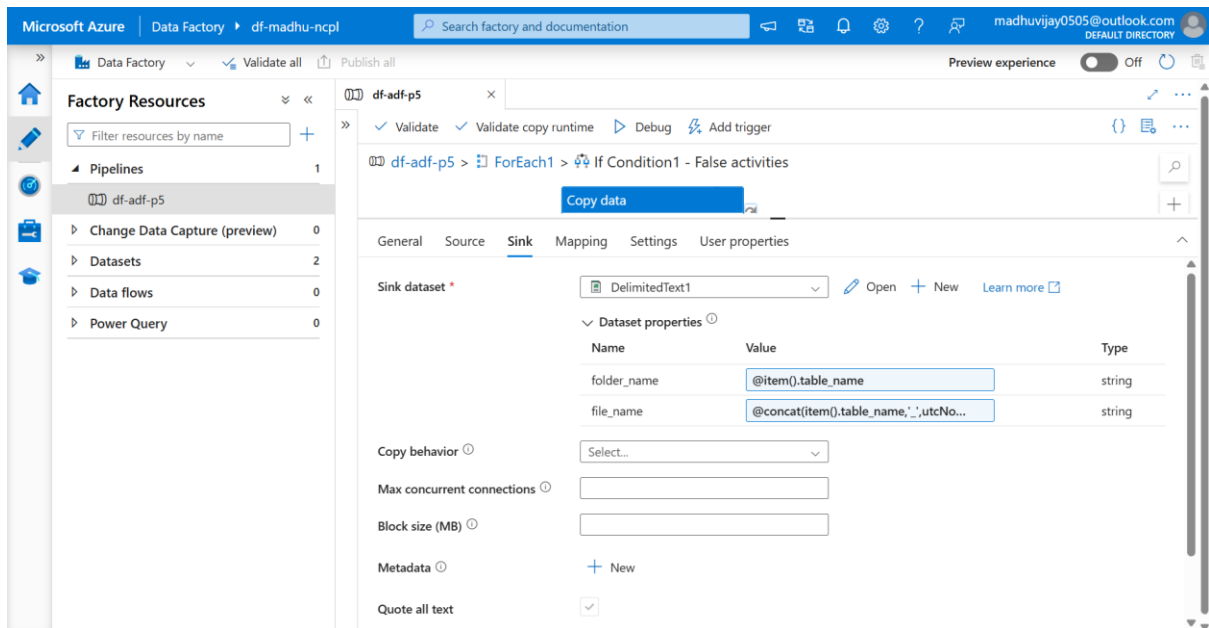 Microsoft Azure Data Factory df-madhu-ncpl Search factory and documentation madhuvijay0505@outlook.com
DEFAULT DIRECTORY
Data Factory Validate all Publish all Preview experience Off
Factory Resources
Filter resources by name
Pipelines 1
df-adf-p5
Change Data Capture (preview) 0
Datasets 2
Data flows 0
Power Query 0
df-adf-p5
Validate Validate copy runtime Debug Add trigger
df-adf-p5 > ForEach1 > If Condition1 - False activities
Copy data
General Source Sink Mapping Settings User properties
Sink dataset * DelimitedText1 Open New Learn more
Dataset properties
Name Value Type
folder_name @item().table_name string
file_name @concat(item().table_name,'_',utcNo... string
Copy behavior Select...
Max concurrent connections
Block size (MB)
Metadata New
Quote all text